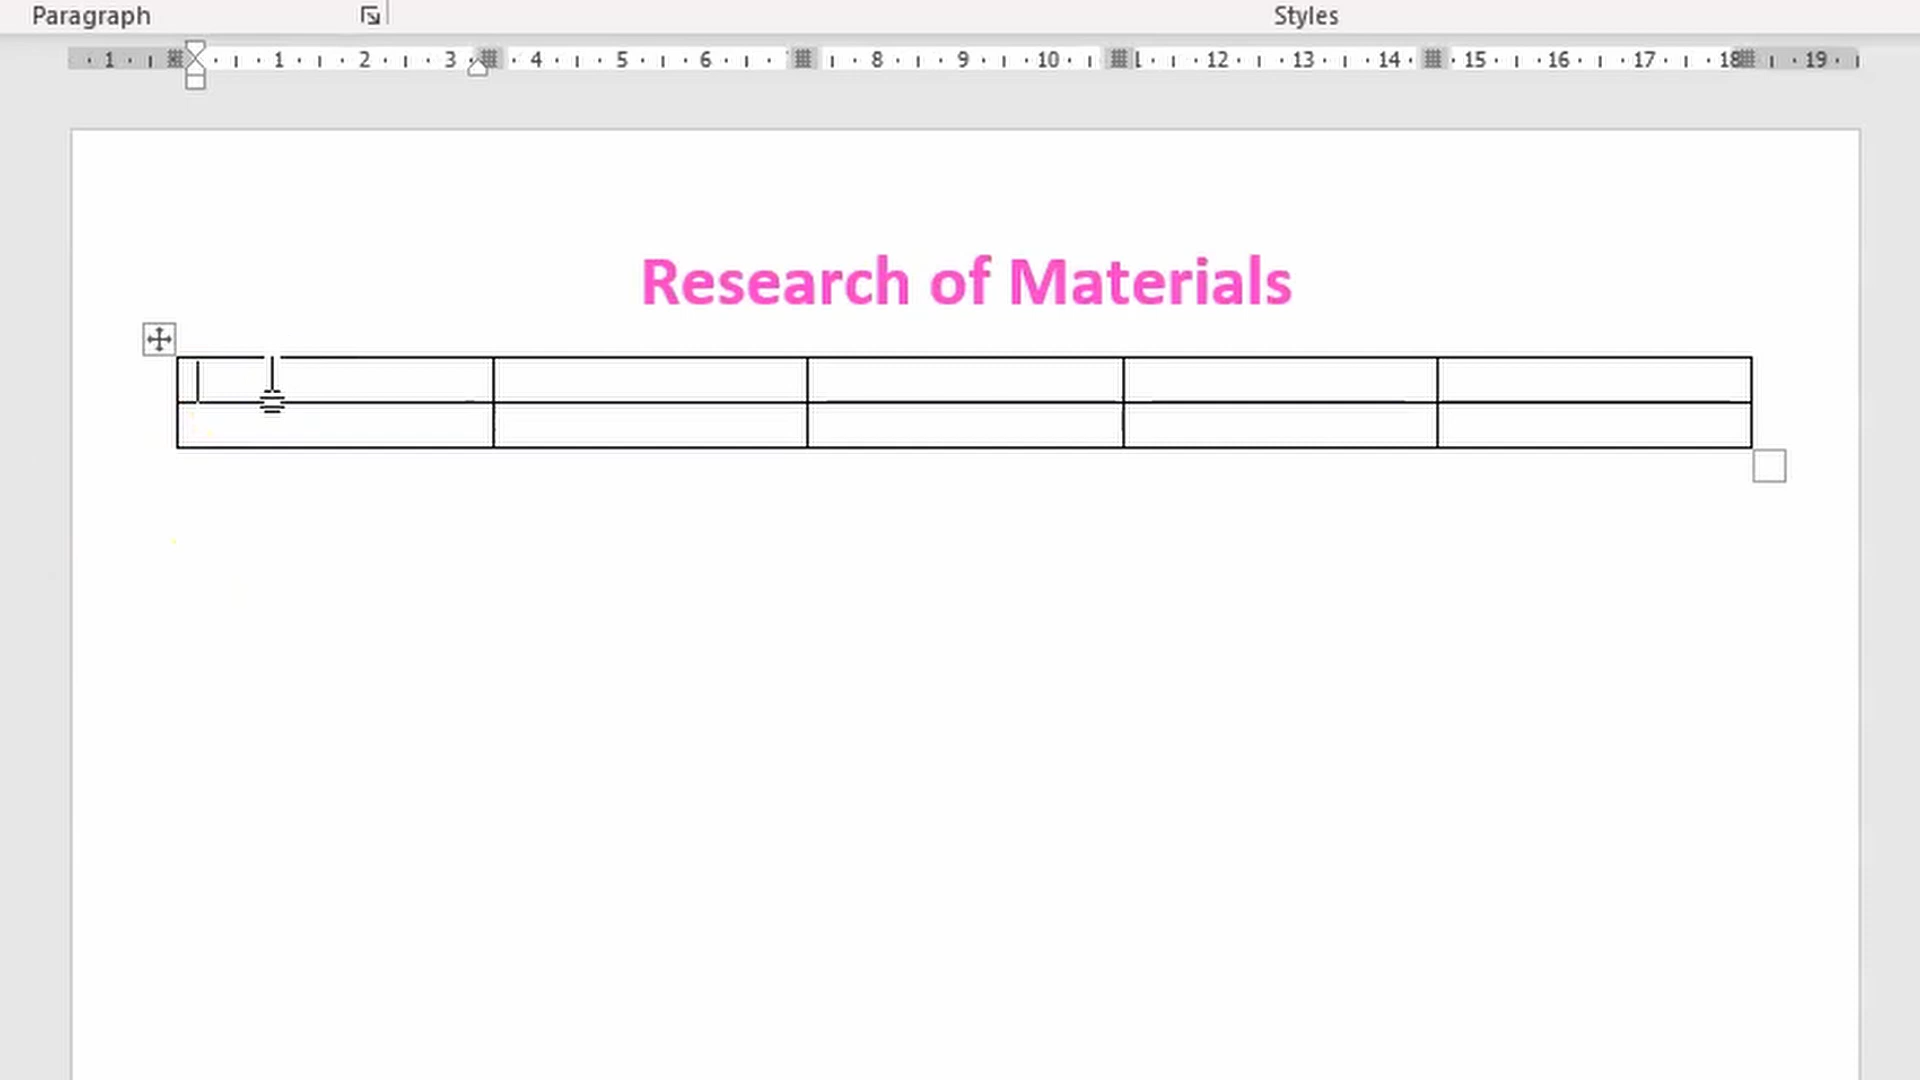 Paragraph
Styles
1 1 2 3 4 5 6 8 9 10 12 13 14 15 16 17 18 19
Research of Materials